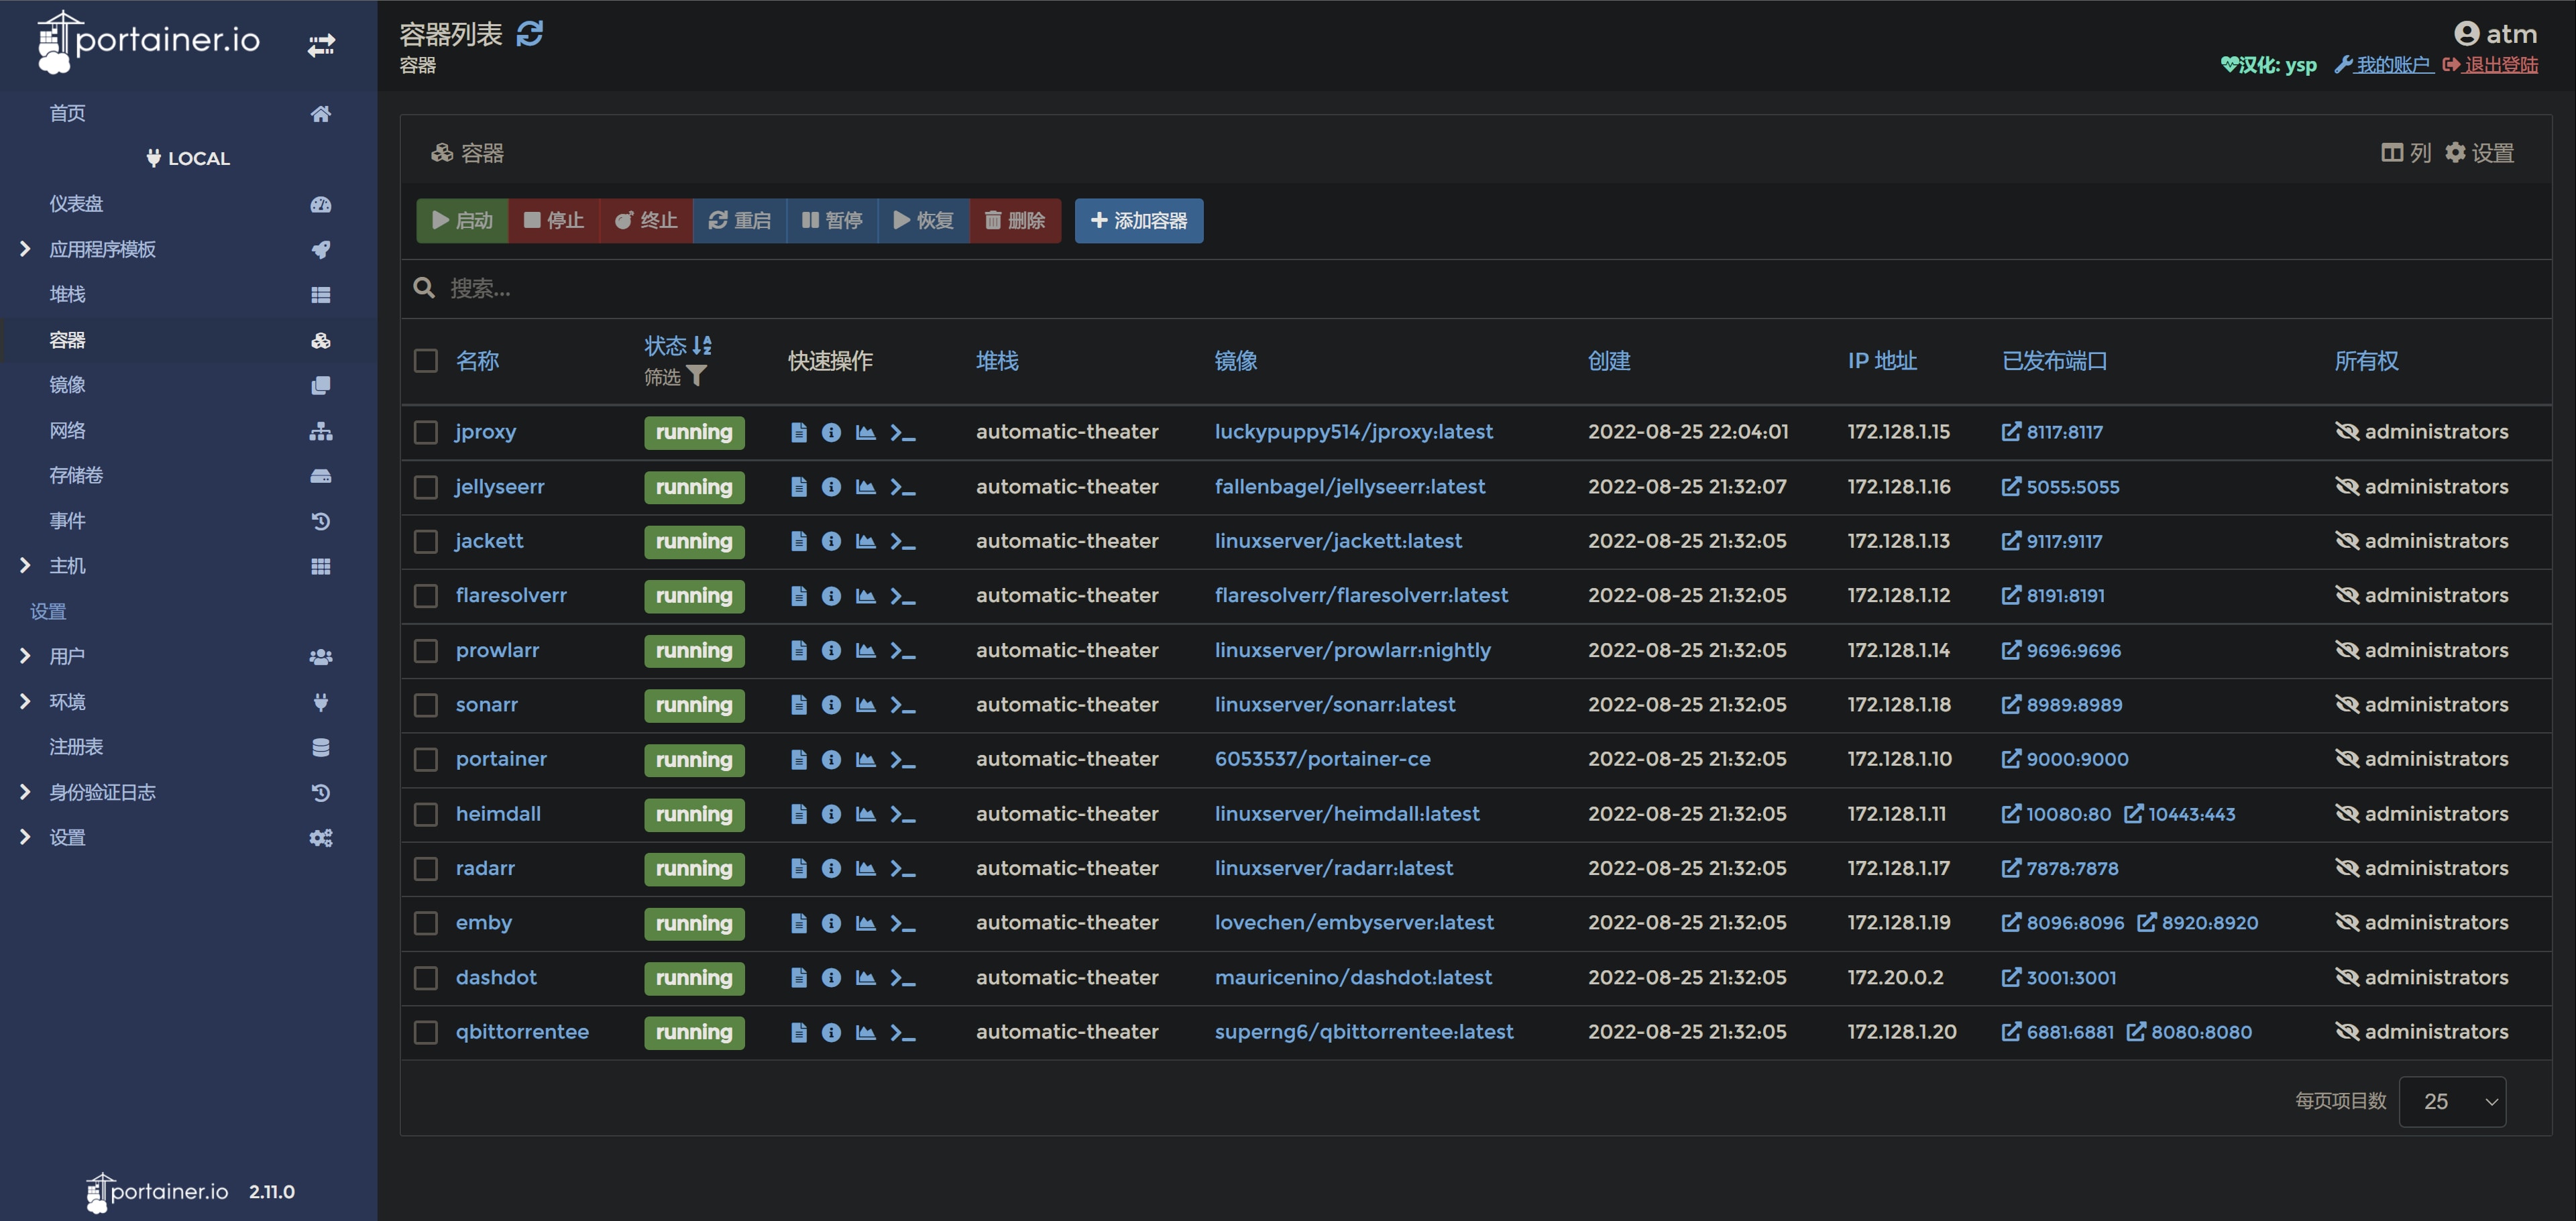 portainer.io
首页
LOCAL
仪表盘
应用程序模板
堆栈
容器
镜像
网络
存储卷
事件
主机
设置
用户
环境
注册表
身份验证日志
设置
portainer.io 2.11.0
容器列表
容器
atm
汉化: ysp 我的账户 退出登陆
容器 列 设置
启动 停止 终止 重启 暂停 恢复 删除 添加容器
搜索...
名称 状态 筛选 快速操作 堆栈 镜像 创建 IP 地址 已发布端口 所有权
jproxy running automatic-theater luckypuppy514/jproxy:latest 2022-08-25 22:04:01 172.128.1.15 8117:8117 administrators
jellyseerr running automatic-theater fallenbagel/jellyseerr:latest 2022-08-25 21:32:07 172.128.1.16 5055:5055 administrators
jackett running automatic-theater linuxserver/jackett:latest 2022-08-25 21:32:05 172.128.1.13 9117:9117 administrators
flaresolverr running automatic-theater flaresolverr/flaresolverr:latest 2022-08-25 21:32:05 172.128.1.12 8191:8191 administrators
prowlarr running automatic-theater linuxserver/prowlarr:nightly 2022-08-25 21:32:05 172.128.1.14 9696:9696 administrators
sonarr running automatic-theater linuxserver/sonarr:latest 2022-08-25 21:32:05 172.128.1.18 8989:8989 administrators
portainer running automatic-theater 6053537/portainer-ce 2022-08-25 21:32:05 172.128.1.10 9000:9000 administrators
heimdall running automatic-theater linuxserver/heimdall:latest 2022-08-25 21:32:05 172.128.1.11 10080:80 10443:443 administrators
radarr running automatic-theater linuxserver/radarr:latest 2022-08-25 21:32:05 172.128.1.17 7878:7878 administrators
emby running automatic-theater lovechen/embyserver:latest 2022-08-25 21:32:05 172.128.1.19 8096:8096 8920:8920 administrators
dashdot running automatic-theater mauricenino/dashdot:latest 2022-08-25 21:32:05 172.20.0.2 3001:3001 administrators
qbittorrentee running automatic-theater superng6/qbittorrentee:latest 2022-08-25 21:32:05 172.128.1.20 6881:6881 8080:8080 administrators
每页项目数 25